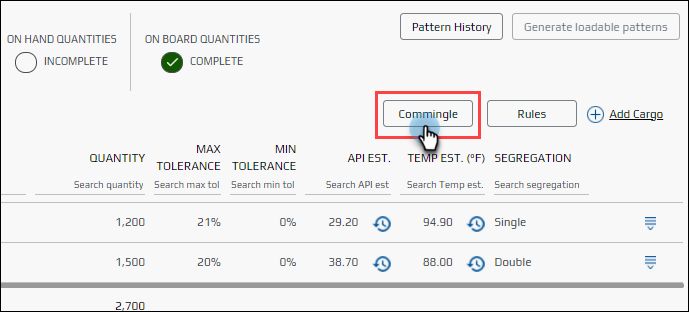 Pattern History
Generate loadable patterns
ON HAND QUANTITIES
INCOMPLETE
ON BOARD QUANTITIES
COMPLETE
Commingle
Rules
Add Cargo
QUANTITY
MAX TOLERANCE
MIN TOLERANCE
API EST.
TEMP EST. (ºF)
SEGREGATION
Search quantity
Search max tol
Search min tol
Search API est
Search Temp est.
Search segregation
1,200 21% 0% 29.20 94.90 Single
1,500 20% 0% 38.70 88.00 Double
2,700